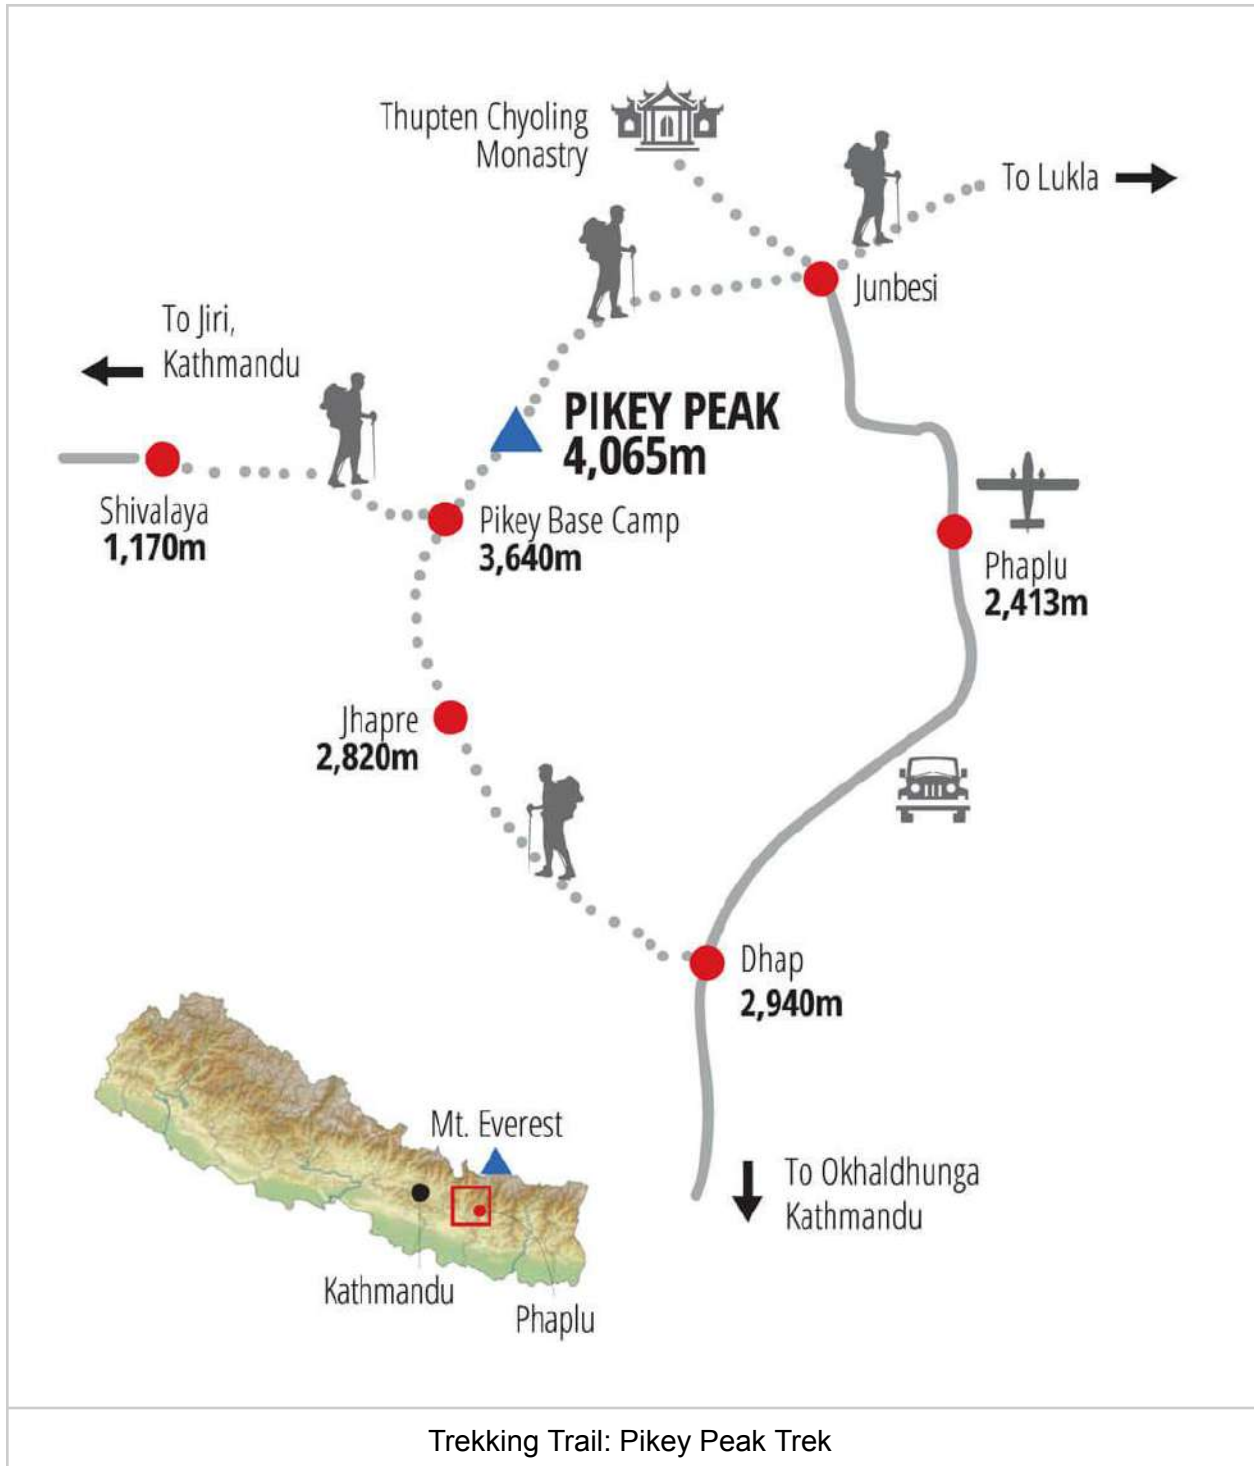 Thupten Chyoling
Monastry
To Lukla
Junbesi
To Jiri,
Kathmandu
PIKEY PEAK
4,065m
Shivalaya
1,170m
Pikey Base Camp
3,640m
Phaplu
2,413m
Jhapre
2,820m
Dhap
2,940m
Mt. Everest
To Okhaldhunga
Kathmandu
Kathmandu
Phaplu
Trekking Trail: Pikey Peak Trek